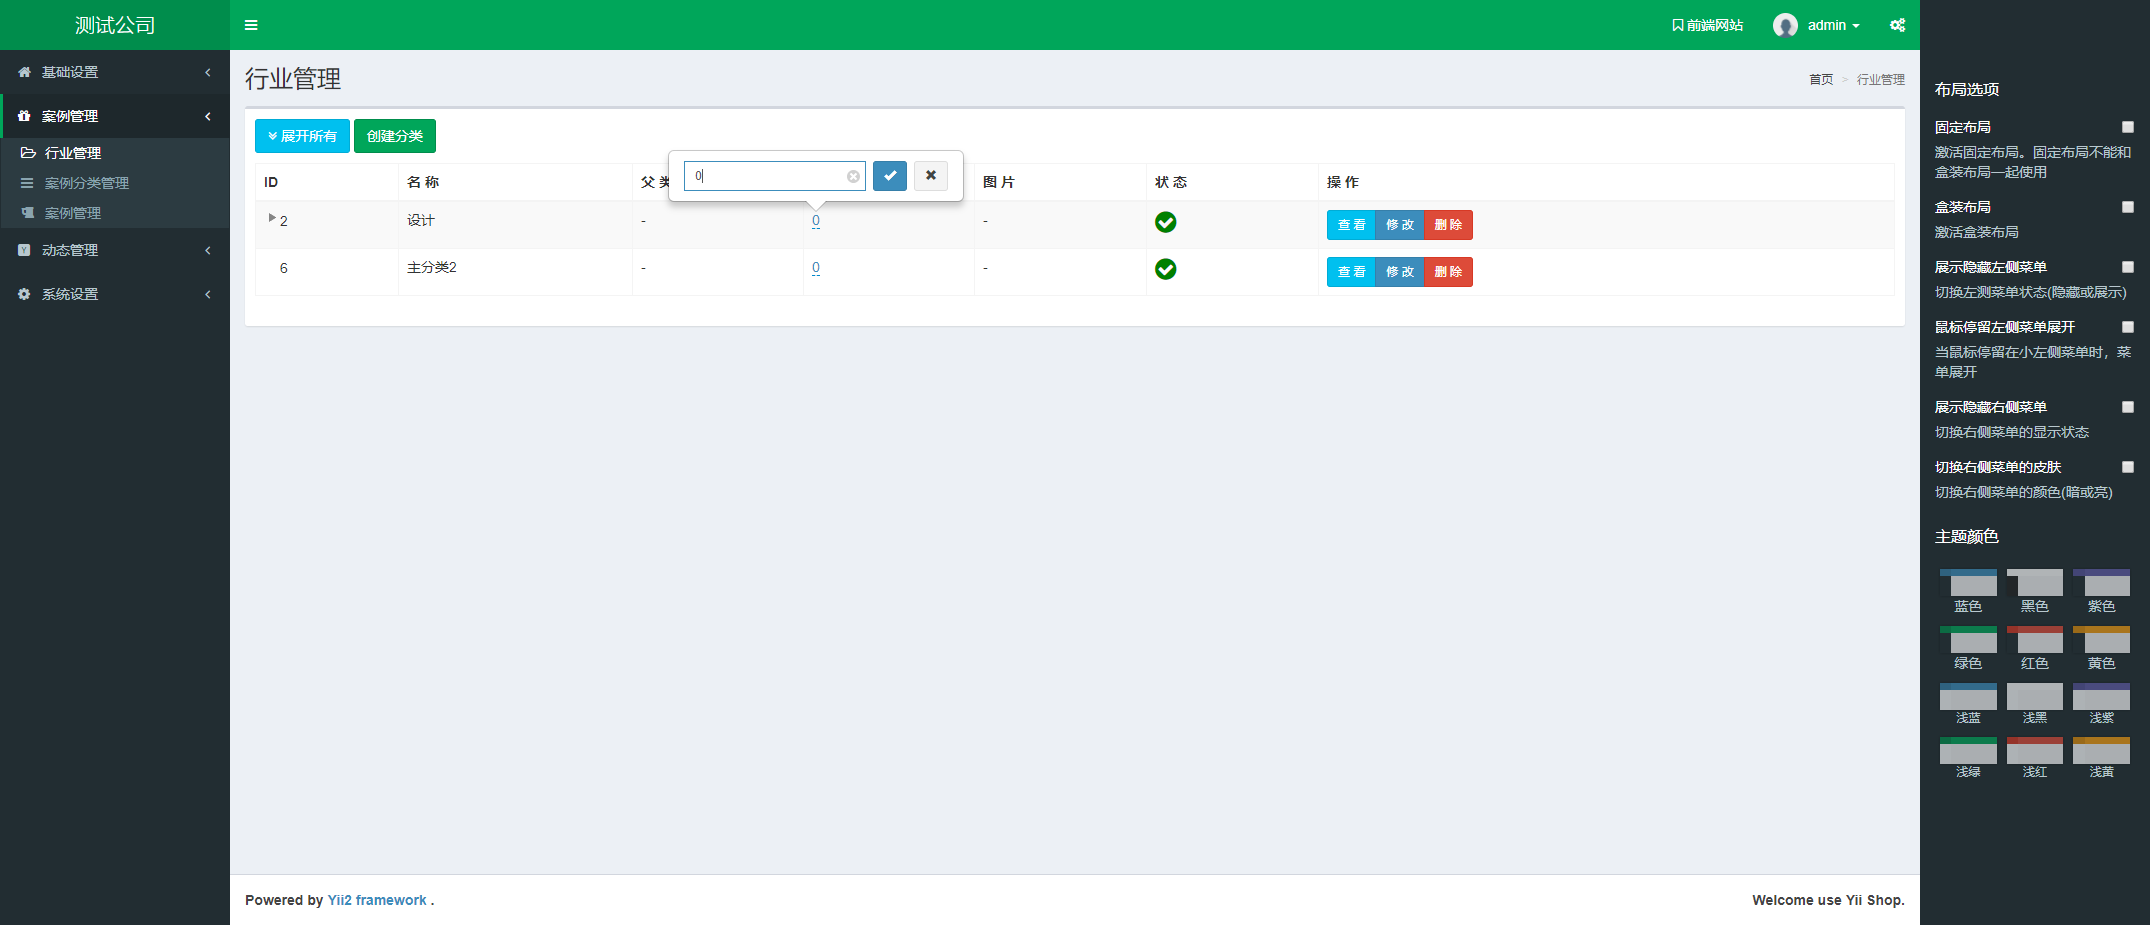 测试公司
前端网站
admin
基础设置
案例管理
行业管理
案例分类管理
案例管理
动态管理
系统设置
行业管理
首页 > 行业管理
展开所有 创建分类
0
ID 名 称 父 类 图 片 状 态 操 作
2 设计 - 0 - 查 看 修 改 删 除
6 主分类2 - 0 - 查 看 修 改 删 除
Powered by Yii2 framework .
Welcome use Yii Shop.
布局选项
固定布局
激活固定布局。固定布局不能和
盒装布局一起使用
盒装布局
激活盒装布局
展示隐藏左侧菜单
切换左测菜单状态(隐藏或展示)
鼠标停留左侧菜单展开
当鼠标停留在小左侧菜单时，菜
单展开
展示隐藏右侧菜单
切换右侧菜单的显示状态
切换右侧菜单的皮肤
切换右侧菜单的颜色(暗或亮)
主题颜色
蓝色 黑色 紫色
绿色 红色 黄色
浅蓝 浅黑 浅紫
浅绿 浅红 浅黄